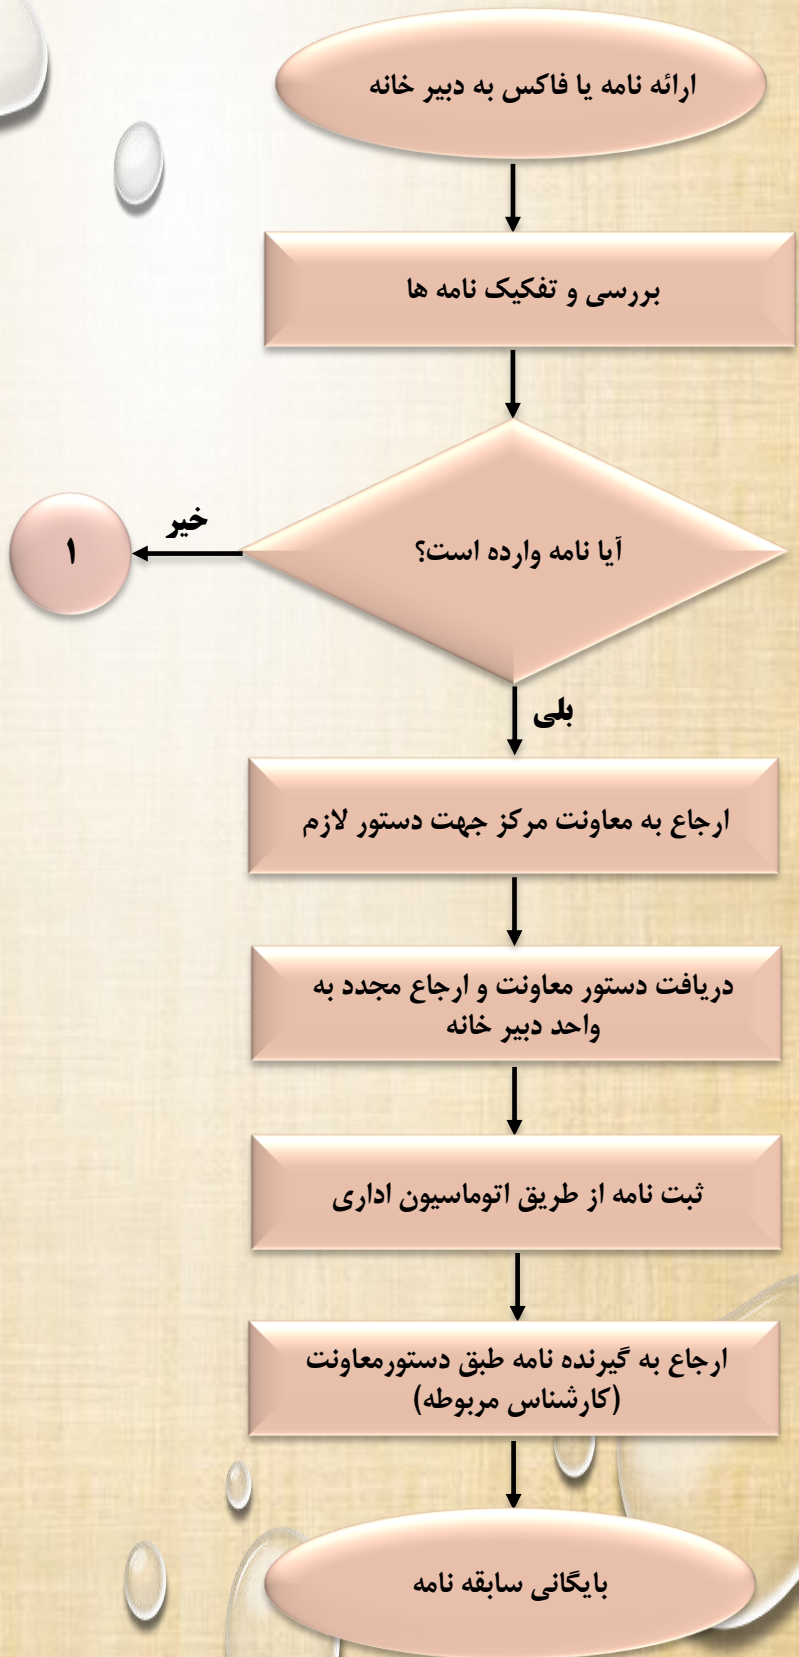 ارائه نامه یا فاکس به دبیر خانه
بررسی و تفکیک نامه ها
آیا نامه وارده است؟
خیر
۱
بلی
ارجاع به معاونت مرکز جهت دستور لازم
دریافت دستور معاونت و ارجاع مجدد به
واحد دبیر خانه
ثبت نامه از طریق اتوماسیون اداری
ارجاع به گیرنده نامه طبق دستورمعاونت
(کارشناس مربوطه)
بایگانی سابقه نامه